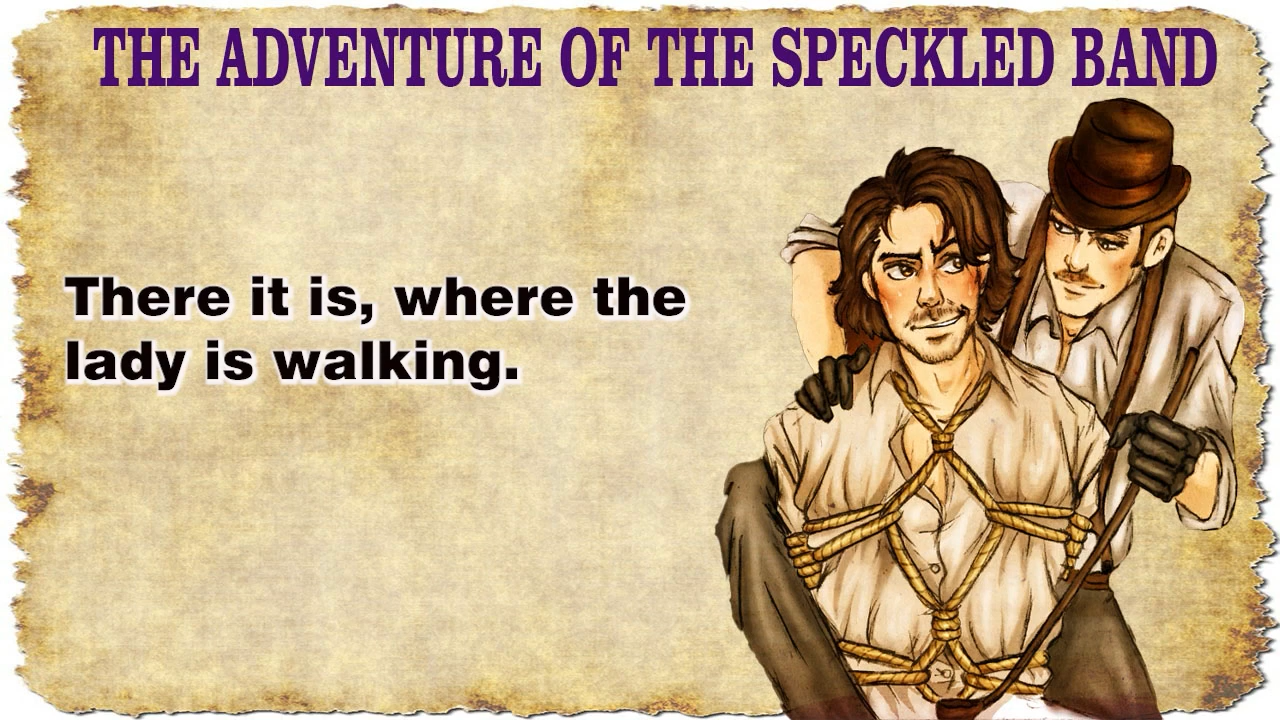 THE ADVENTURE OF THE SPECKLED BAND
There it is, where the
lady is walking.